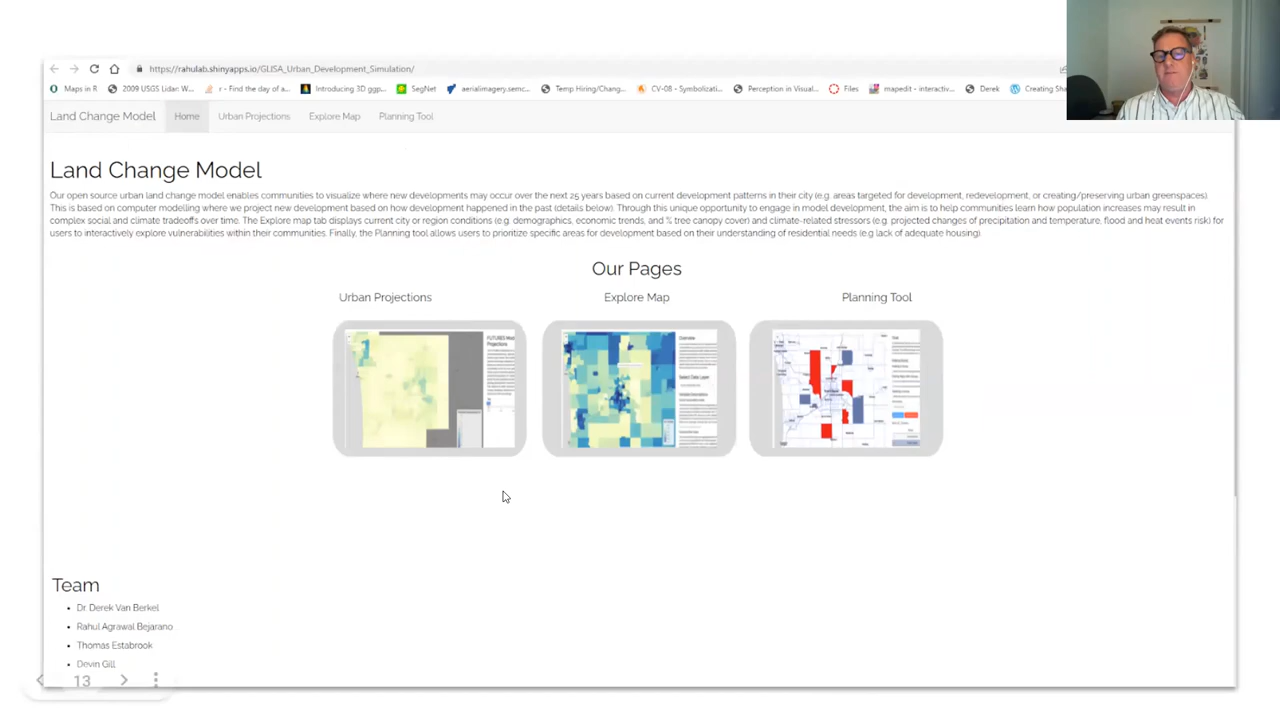 https://rahulab.shinyapps.io/GLISA_Urban_Development_Simulation/
Maps in R 2009 USGS Lidar W... r - Find the day of a... Introducing 3D ggp... SegNet aerialimagery.semc... Temp Hiring/Chang... CV-08 - Symbolizati... Perception in Visual... Files mapedit - interactiv... Derek Creating Sha
Land Change Model Home Urban Projections Explore Map Planning Tool
Land Change Model
Our open source urban land change model enables communities to visualize where new developments may occur over the next 25 years based on current development patterns in their city (e.g. areas targeted for development, redevelopment, or creating/preserving urban greenspaces).
This is based on computer modelling where we project new development based on how development happened in the past (details below). Through this unique opportunity to engage in model development, the aim is to help communities learn how population increases may result in
complex social and climate tradeoffs over time. The Explore map tab displays current city or region conditions (e.g. demographics, economic trends, and % tree canopy cover) and climate-related stressors (e.g. projected changes of precipitation and temperature, flood and heat events risk) for
users to interactively explore vulnerabilities within their communities. Finally, the Planning tool allows users to prioritize specific areas for development based on their understanding of residential needs (e.g lack of adequate housing).
Our Pages
Urban Projections Explore Map Planning Tool
FUTURES Mod
Projections
Overview
Select Data Layer
Team
Dr Derek Van Berkel
Rahul Agrawal Bejarano
Thomas Estabrook
Devin Gill
13